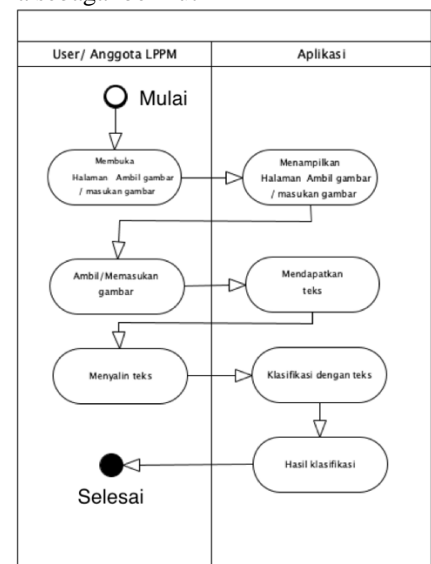 User/ Anggota LPPM
Aplikasi
Mulai
Membuka
Halaman Ambil gambar
/ masukan gambar
Menampilkan
Halaman Ambil gambar
/ masukan gambar
Ambil/Memasukan
gambar
Mendapatkan
teks
Menyalin teks
Klasifikasi dengan teks
Hasil klasifikasi
Selesai